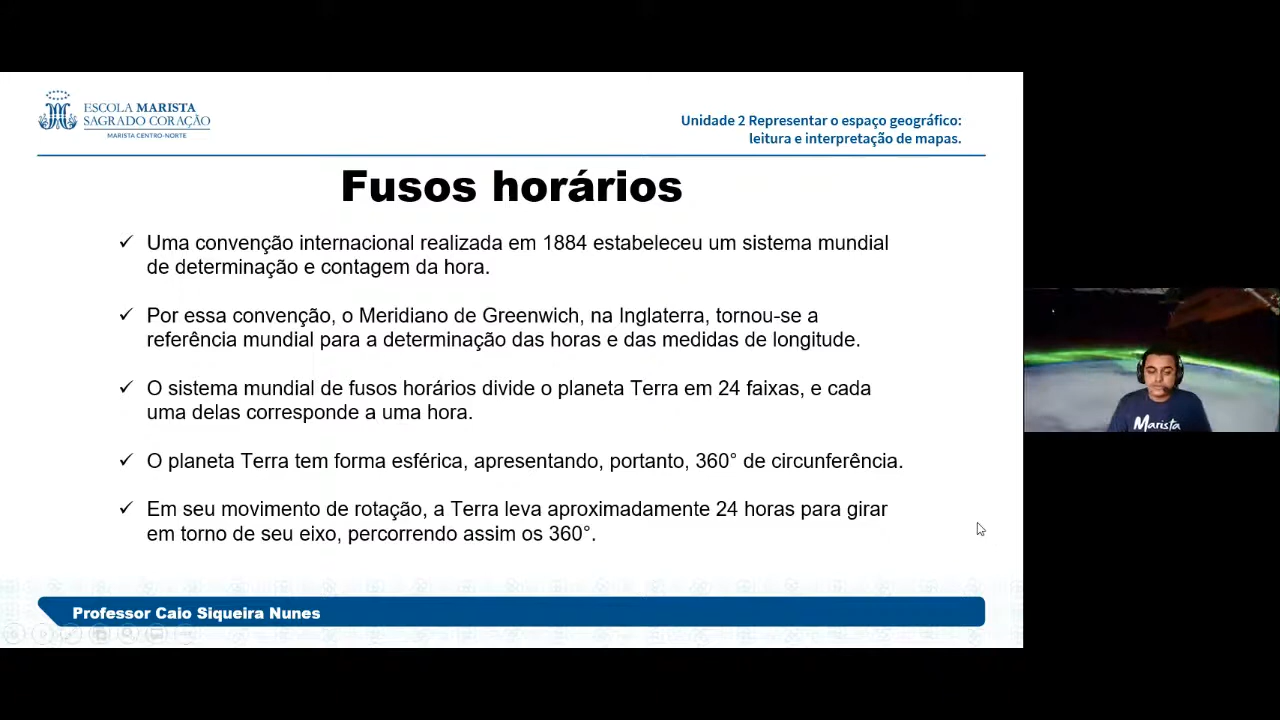 ESCOLA MARISTA
SAGRADO CORAÇÃO
MARISTA CENTRO-NORTE
Unidade 2 Representar o espaço geográfico:
leitura e interpretação de mapas.
Fusos horários
✓ Uma convenção internacional realizada em 1884 estabeleceu um sistema mundial
de determinação e contagem da hora.
✓ Por essa convenção, o Meridiano de Greenwich, na Inglaterra, tornou-se a
referência mundial para a determinação das horas e das medidas de longitude.
✓ O sistema mundial de fusos horários divide o planeta Terra em 24 faixas, e cada
uma delas corresponde a uma hora.
✓ O planeta Terra tem forma esférica, apresentando, portanto, 360° de circunferência.
✓ Em seu movimento de rotação, a Terra leva aproximadamente 24 horas para girar
em torno de seu eixo, percorrendo assim os 360°.
Marista
Professor Caio Siqueira Nunes